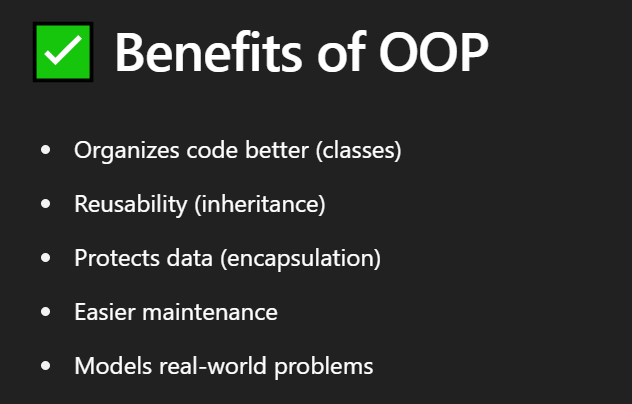 ✅ Benefits of OOP
• Organizes code better (classes)
• Reusability (inheritance)
• Protects data (encapsulation)
• Easier maintenance
• Models real-world problems